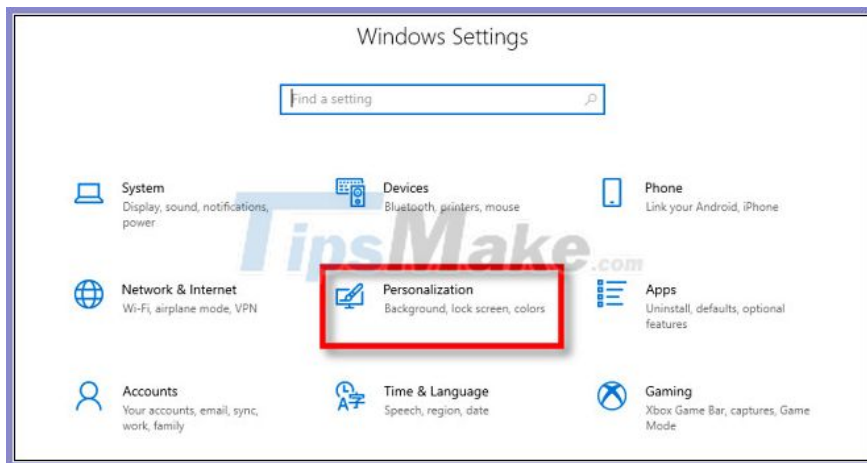 Windows Settings
Find a setting
System
Display, sound, notifications,
power
Devices
Bluetooth, printers, mouse
Phone
Link your Android, iPhone
TipsMake.com
Network & Internet
Wi-Fi, airplane mode, VPN
Personalization
Background, lock screen, colors
Apps
Uninstall, defaults, optional
features
Accounts
Your accounts, email, sync,
work, family
Time & Language
Speech, region, date
Gaming
Xbox Game Bar, captures, Game
Mode